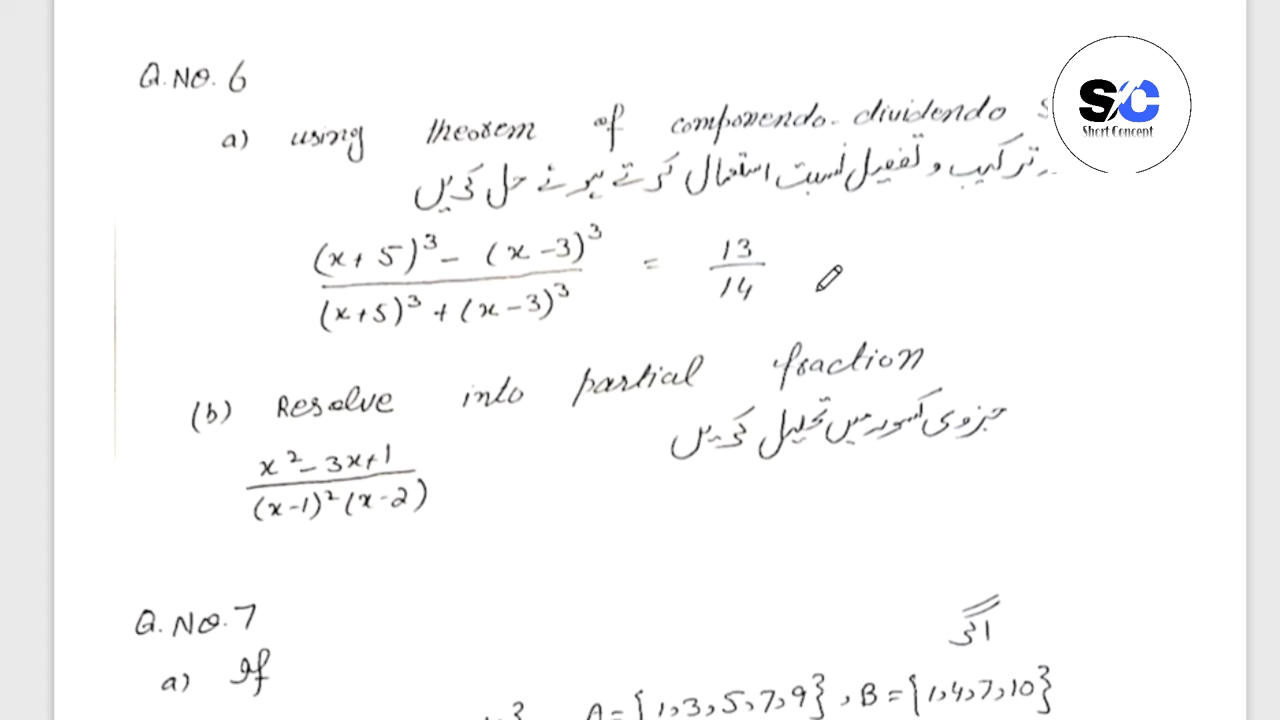 Q.NO.6
a) using theorem of componendo-dividendo s
ترکیب و تفصیل نسبت استعمال کرتے ہوئے حل کریں
(x+5)³ - (x-3)³ / (x+5)³ + (x-3)³ = 13/14
(b) Resolve into partial fraction
جزوی کسور میں تحلیل کریں
x² - 3x+1 / (x-1)² (x-2)
Q.NO.7
a) If اگر
A={1,3,5,7,9}, B={1,4,7,10}
SC
Short Concept